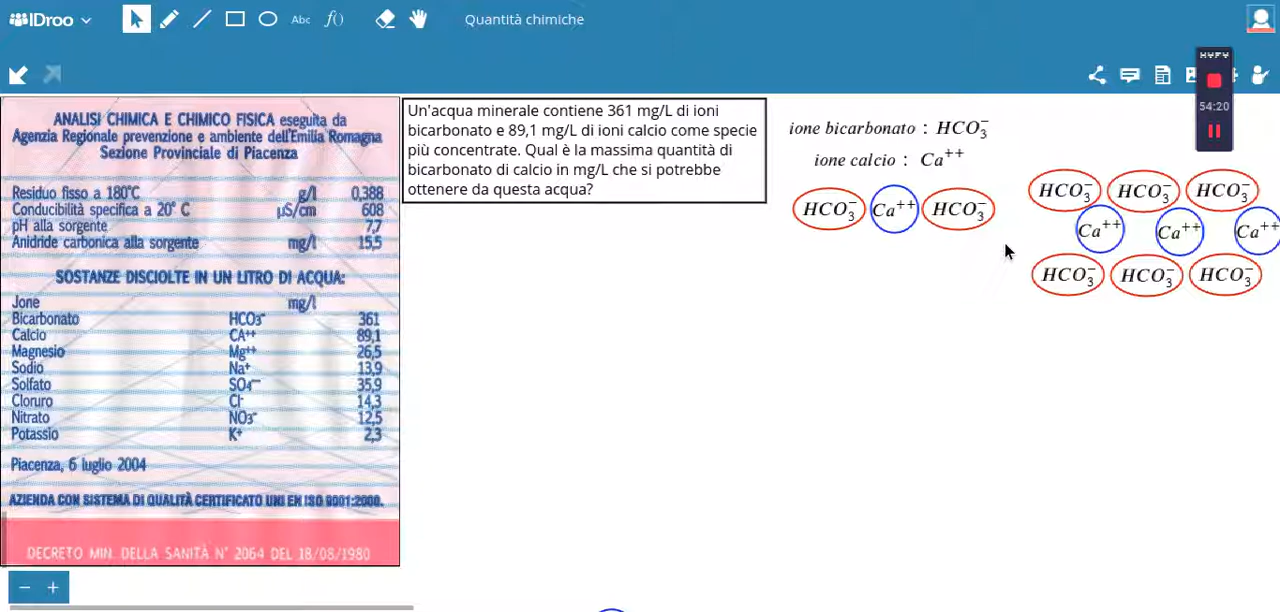 IDroo
Abc
f()
Quantità chimiche
HYFY
54:20
ANALISI CHIMICA E CHIMICO FISICA eseguita da
Agenzia Regionale prevenzione e ambiente dell'Emilia Romagna
Sezione Provinciale di Piacenza
Residuo fisso a 180°C g/l 0,388
Conducibilità specifica a 20° C µS/cm 608
pH alla sorgente 7,7
Anidride carbonica alla sorgente mg/l 15,5
SOSTANZE DISCIOLTE IN UN LITRO DI ACQUA:
Jone mg/l
Bicarbonato HCO3⁻ 361
Calcio CA⁺⁺ 89,1
Magnesio Mg⁺⁺ 26,5
Sodio Na⁺ 13,9
Solfato SO4⁻⁻ 35,9
Cloruro Cl⁻ 14,3
Nitrato NO3⁻ 12,5
Potassio K⁺ 2,3
Piacenza, 6 luglio 2004
AZIENDA CON SISTEMA DI QUALITÀ CERTIFICATO UNI EN ISO 9001:2000.
DECRETO MIN. DELLA SANITÀ N° 2064 DEL 18/08/1980
Un'acqua minerale contiene 361 mg/L di ioni
bicarbonato e 89,1 mg/L di ioni calcio come specie
più concentrate. Qual è la massima quantità di
bicarbonato di calcio in mg/L che si potrebbe
ottenere da questa acqua?
ione bicarbonato : HCO₃⁻
ione calcio : Ca⁺⁺
HCO₃⁻ Ca⁺⁺ HCO₃⁻
HCO₃⁻ HCO₃⁻ HCO₃⁻
Ca⁺⁺ Ca⁺⁺ Ca⁺⁺
HCO₃⁻ HCO₃⁻ HCO₃⁻